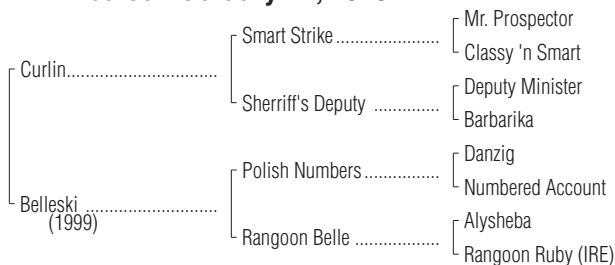 Mr. Prospector
Smart Strike
Classy 'n Smart
Curlin
Deputy Minister
Sherriff's Deputy
Barbarika
Danzig
Polish Numbers
Numbered Account
Belleski
(1999)
Alysheba
Rangoon Belle
Rangoon Ruby (IRE)